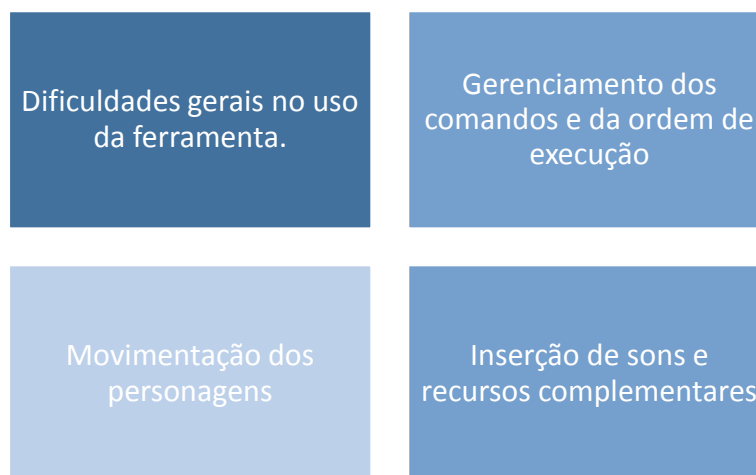 Dificuldades gerais no uso
da ferramenta.
Gerenciamento dos
comandos e da ordem de
execução
Movimentação dos
personagens
Inserção de sons e
recursos complementares